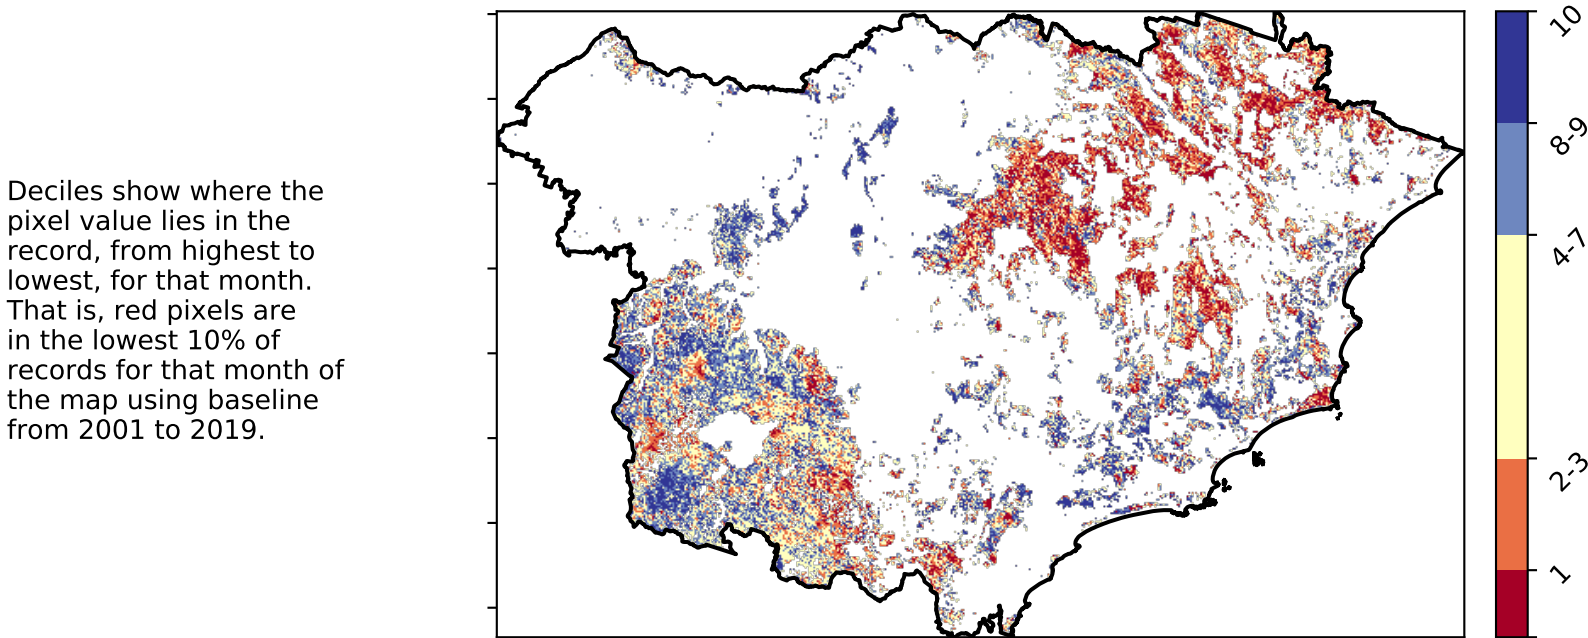 Deciles show where the
pixel value lies in the
record, from highest to
lowest, for that month.
That is, red pixels are
in the lowest 10% of
records for that month of
the map using baseline
from 2001 to 2019.
10
8-9
4-7
2-3
1